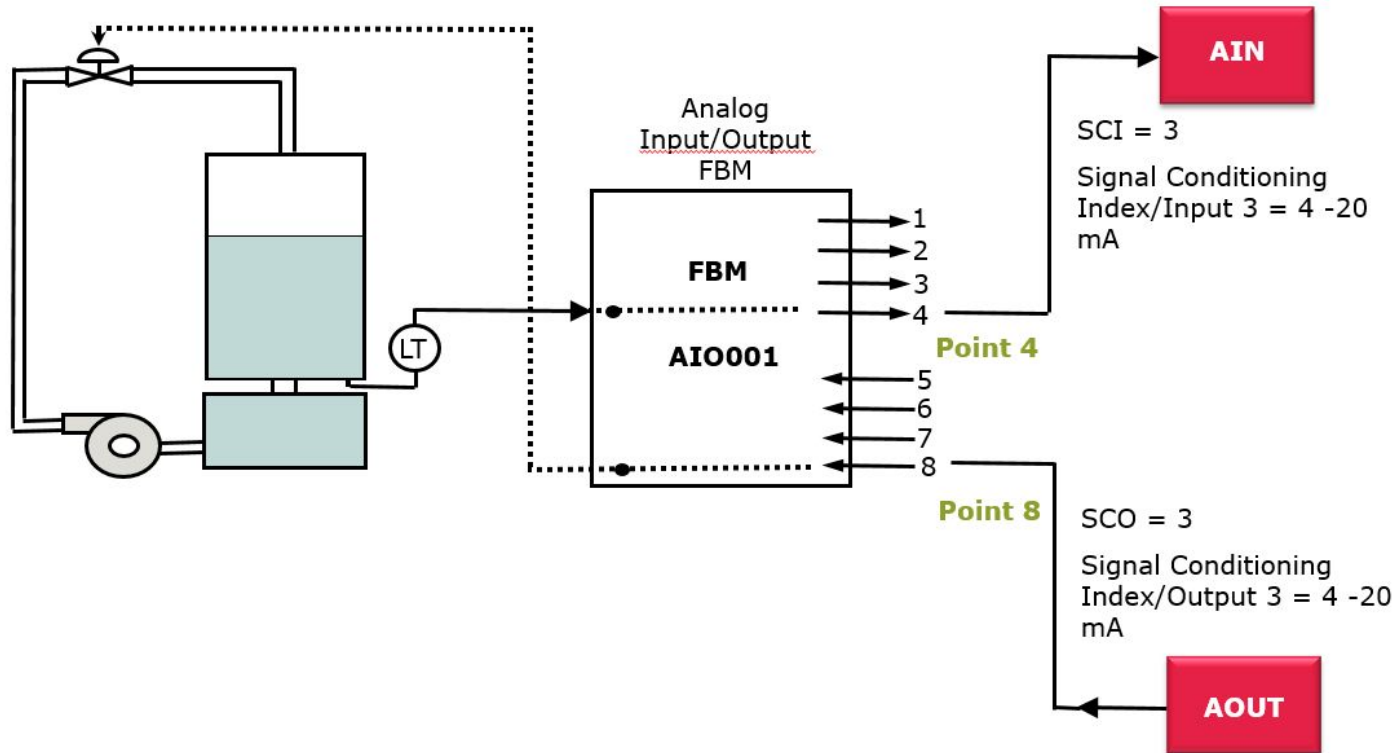 AIN
SCI = 3
Signal Conditioning
Index/Input 3 = 4 -20
mA
Analog
Input/Output
FBM
1
2
FBM
3
4
LT
Point 4
AIO001
5
6
7
8
Point 8
SCO = 3
Signal Conditioning
Index/Output 3 = 4 -20
mA
AOUT